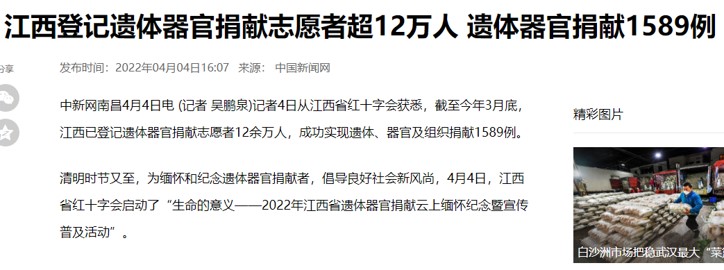 江西登记遗体器官捐献志愿者超12万人 遗体器官捐献1589例
分享
发布时间：2022年04月04日16:07 来源： 中国新闻网
中新网南昌4月4日电 (记者 吴鹏泉)记者4日从江西省红十字会获悉，截至今年3月底，
江西已登记遗体器官捐献志愿者12余万人，成功实现遗体、器官及组织捐献1589例。
清明时节又至，为缅怀和纪念遗体器官捐献者，倡导良好社会新风尚，4月4日，江西
省红十字会启动了“生命的意义——2022年江西省遗体器官捐献云上缅怀纪念暨宣传
普及活动”。
精彩图片
白沙洲市场把稳武汉最大“菜